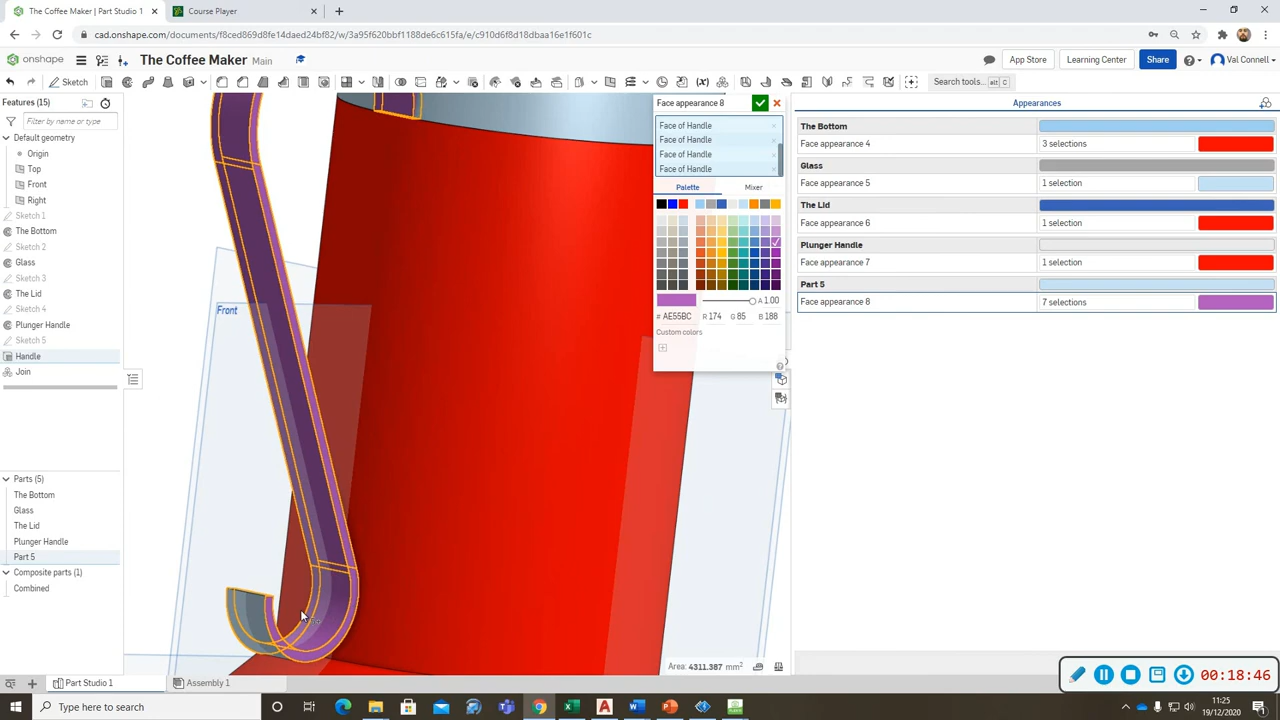 The Coffee Maker | Part Studio 1
Course Player
cad.onshape.com/documents/f8ced869d8fe14daed24bf82/w/3a95f620bbf1188de6c615fa/e/c910d6f8d18dbaa16e1f601c
onshape
The Coffee Maker Main
App Store
Learning Center
Share
Val Connell
Sketch
Search tools...
alt C
Features (15)
Filter by name or type
Default geometry
Origin
Top
Front
Right
Sketch 1
The Bottom
Sketch 2
Glass
Sketch 3
The Lid
Sketch 4
Plunger Handle
Sketch 5
Handle
Join
Parts (5)
The Bottom
Glass
The Lid
Plunger Handle
Part 5
Composite parts (1)
Combined
Front
Face appearance 8
Face of Handle
Face of Handle
Face of Handle
Face of Handle
Palette
Mixer
A 1.00
# AE55BC R 174 G 85 B 188
Custom colors
Area: 4311.387 mm²
Appearances
The Bottom
Face appearance 4 3 selections
Glass
Face appearance 5 1 selection
The Lid
Face appearance 6 1 selection
Plunger Handle
Face appearance 7 1 selection
Part 5
Face appearance 8 7 selections
00:18:46
Part Studio 1
Assembly 1
Type here to search
11:25
19/12/2020